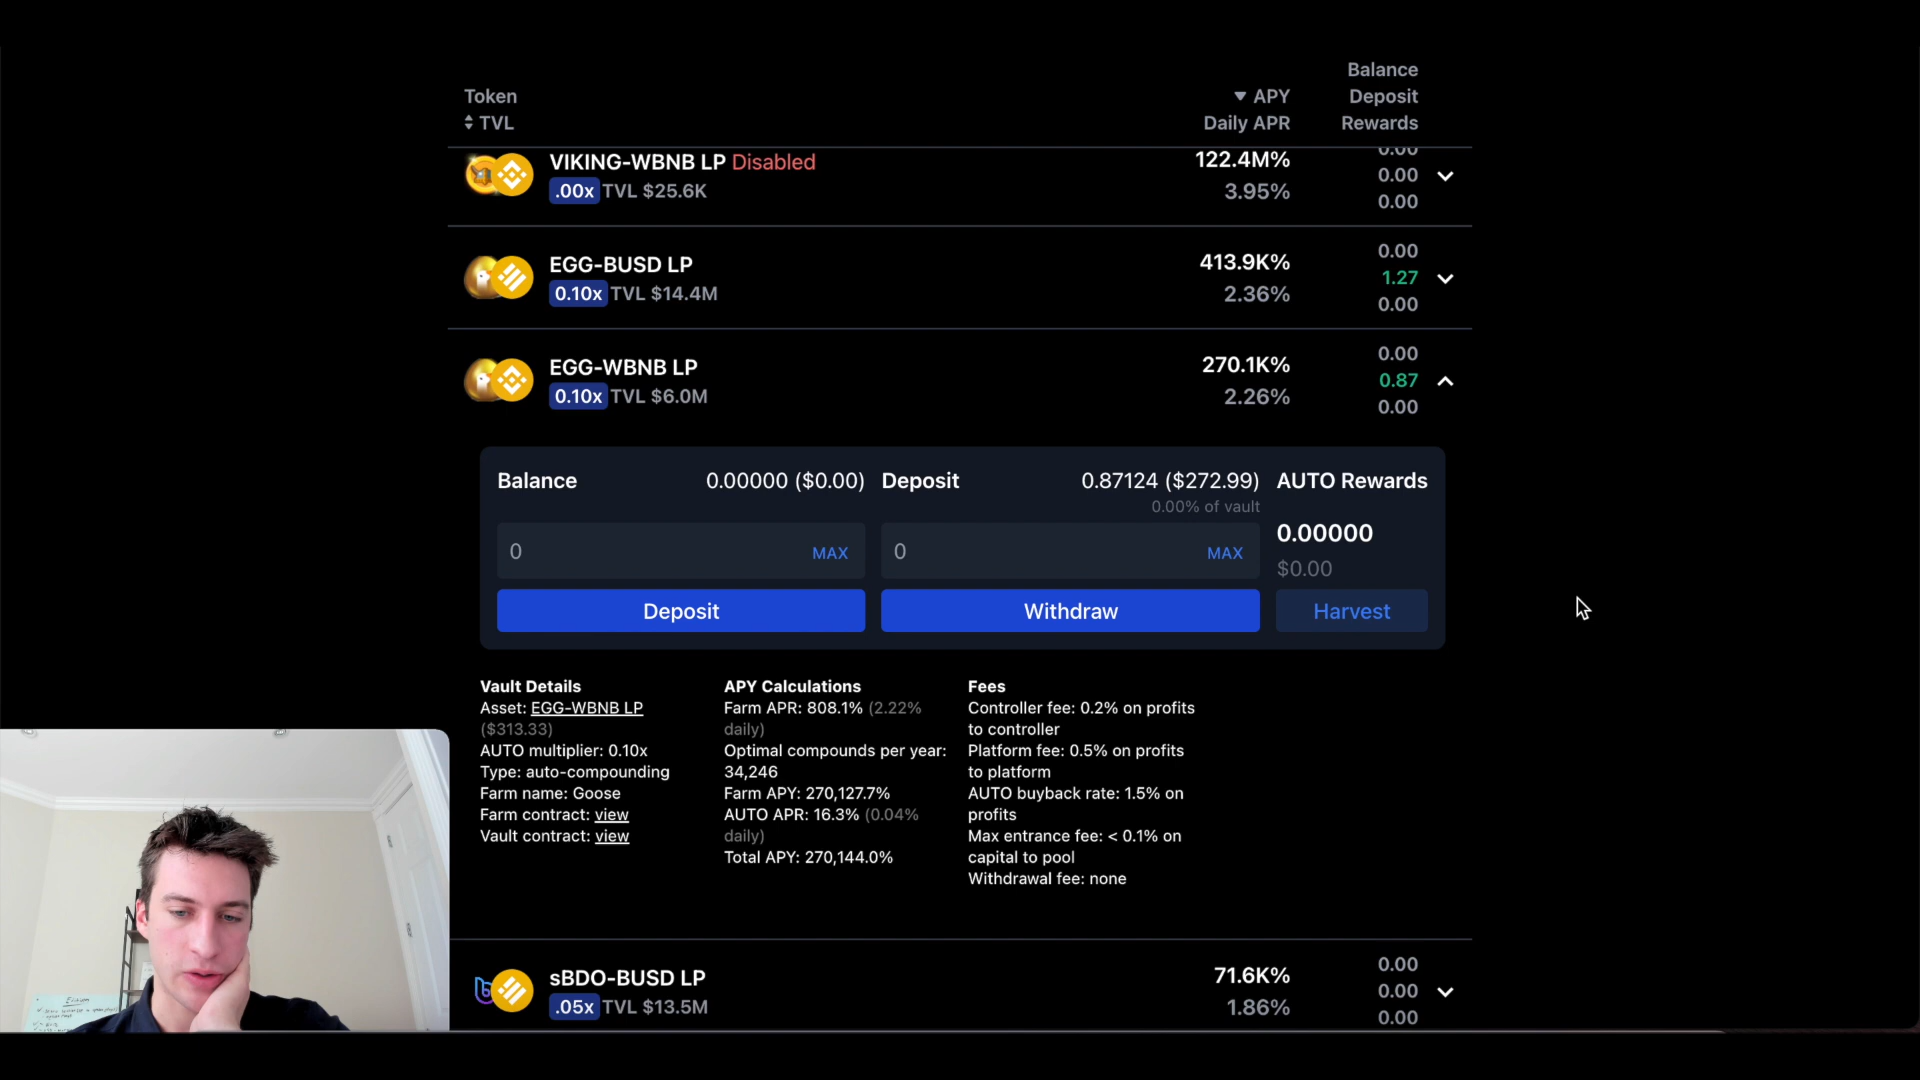 Balance
Token
▼ APY
Deposit
TVL
Daily APR
Rewards
VIKING-WBNB LP Disabled
122.4M%
0.00
.00x TVL $25.6K
3.95%
0.00
0.00
EGG-BUSD LP
413.9K%
0.00
0.10x TVL $14.4M
2.36%
1.27
0.00
EGG-WBNB LP
270.1K%
0.00
0.10x TVL $6.0M
2.26%
0.87
0.00
Balance
0.00000 ($0.00)
Deposit
0.87124 ($272.99)
0.00% of vault
AUTO Rewards
0
MAX
0
MAX
0.00000
$0.00
Deposit
Withdraw
Harvest
Vault Details
Asset: EGG-WBNB LP
($313.33)
AUTO multiplier: 0.10x
Type: auto-compounding
Farm name: Goose
Farm contract: view
Vault contract: view
APY Calculations
Farm APR: 808.1% (2.22%
daily)
Optimal compounds per year:
34,246
Farm APY: 270,127.7%
AUTO APR: 16.3% (0.04%
daily)
Total APY: 270,144.0%
Fees
Controller fee: 0.2% on profits
to controller
Platform fee: 0.5% on profits
to platform
AUTO buyback rate: 1.5% on
profits
Max entrance fee: < 0.1% on
capital to pool
Withdrawal fee: none
sBDO-BUSD LP
71.6K%
0.00
.05x TVL $13.5M
1.86%
0.00
0.00